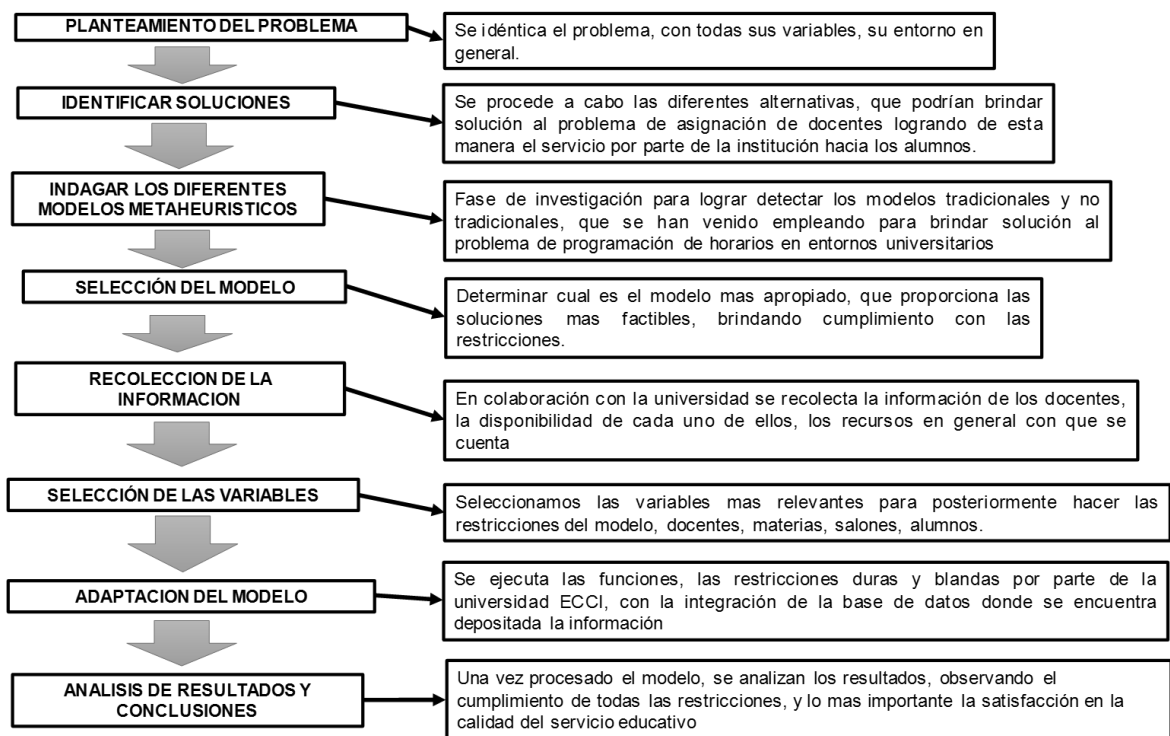 PLANTEAMIENTO DEL PROBLEMA
Se idéntica el problema, con todas sus variables, su entorno en
general.
IDENTIFICAR SOLUCIONES
Se procede a cabo las diferentes alternativas, que podrían brindar
solución al problema de asignación de docentes logrando de esta
manera el servicio por parte de la institución hacia los alumnos.
INDAGAR LOS DIFERENTES
MODELOS METAHEURISTICOS
Fase de investigación para lograr detectar los modelos tradicionales y no
tradicionales, que se han venido empleando para brindar solución al
problema de programación de horarios en entornos universitarios
SELECCIÓN DEL MODELO
Determinar cual es el modelo mas apropiado, que proporciona las
soluciones mas factibles, brindando cumplimiento con las
restricciones.
RECOLECCION DE LA
INFORMACION
En colaboración con la universidad se recolecta la información de los docentes,
la disponibilidad de cada uno de ellos, los recursos en general con que se
cuenta
SELECCIÓN DE LAS VARIABLES
Seleccionamos las variables mas relevantes para posteriormente hacer las
restricciones del modelo, docentes, materias, salones, alumnos.
ADAPTACION DEL MODELO
Se ejecuta las funciones, las restricciones duras y blandas por parte de la
universidad ECCI, con la integración de la base de datos donde se encuentra
depositada la información
ANALISIS DE RESULTADOS Y
CONCLUSIONES
Una vez procesado el modelo, se analizan los resultados, observando el
cumplimiento de todas las restricciones, y lo mas importante la satisfacción en la
calidad del servicio educativo